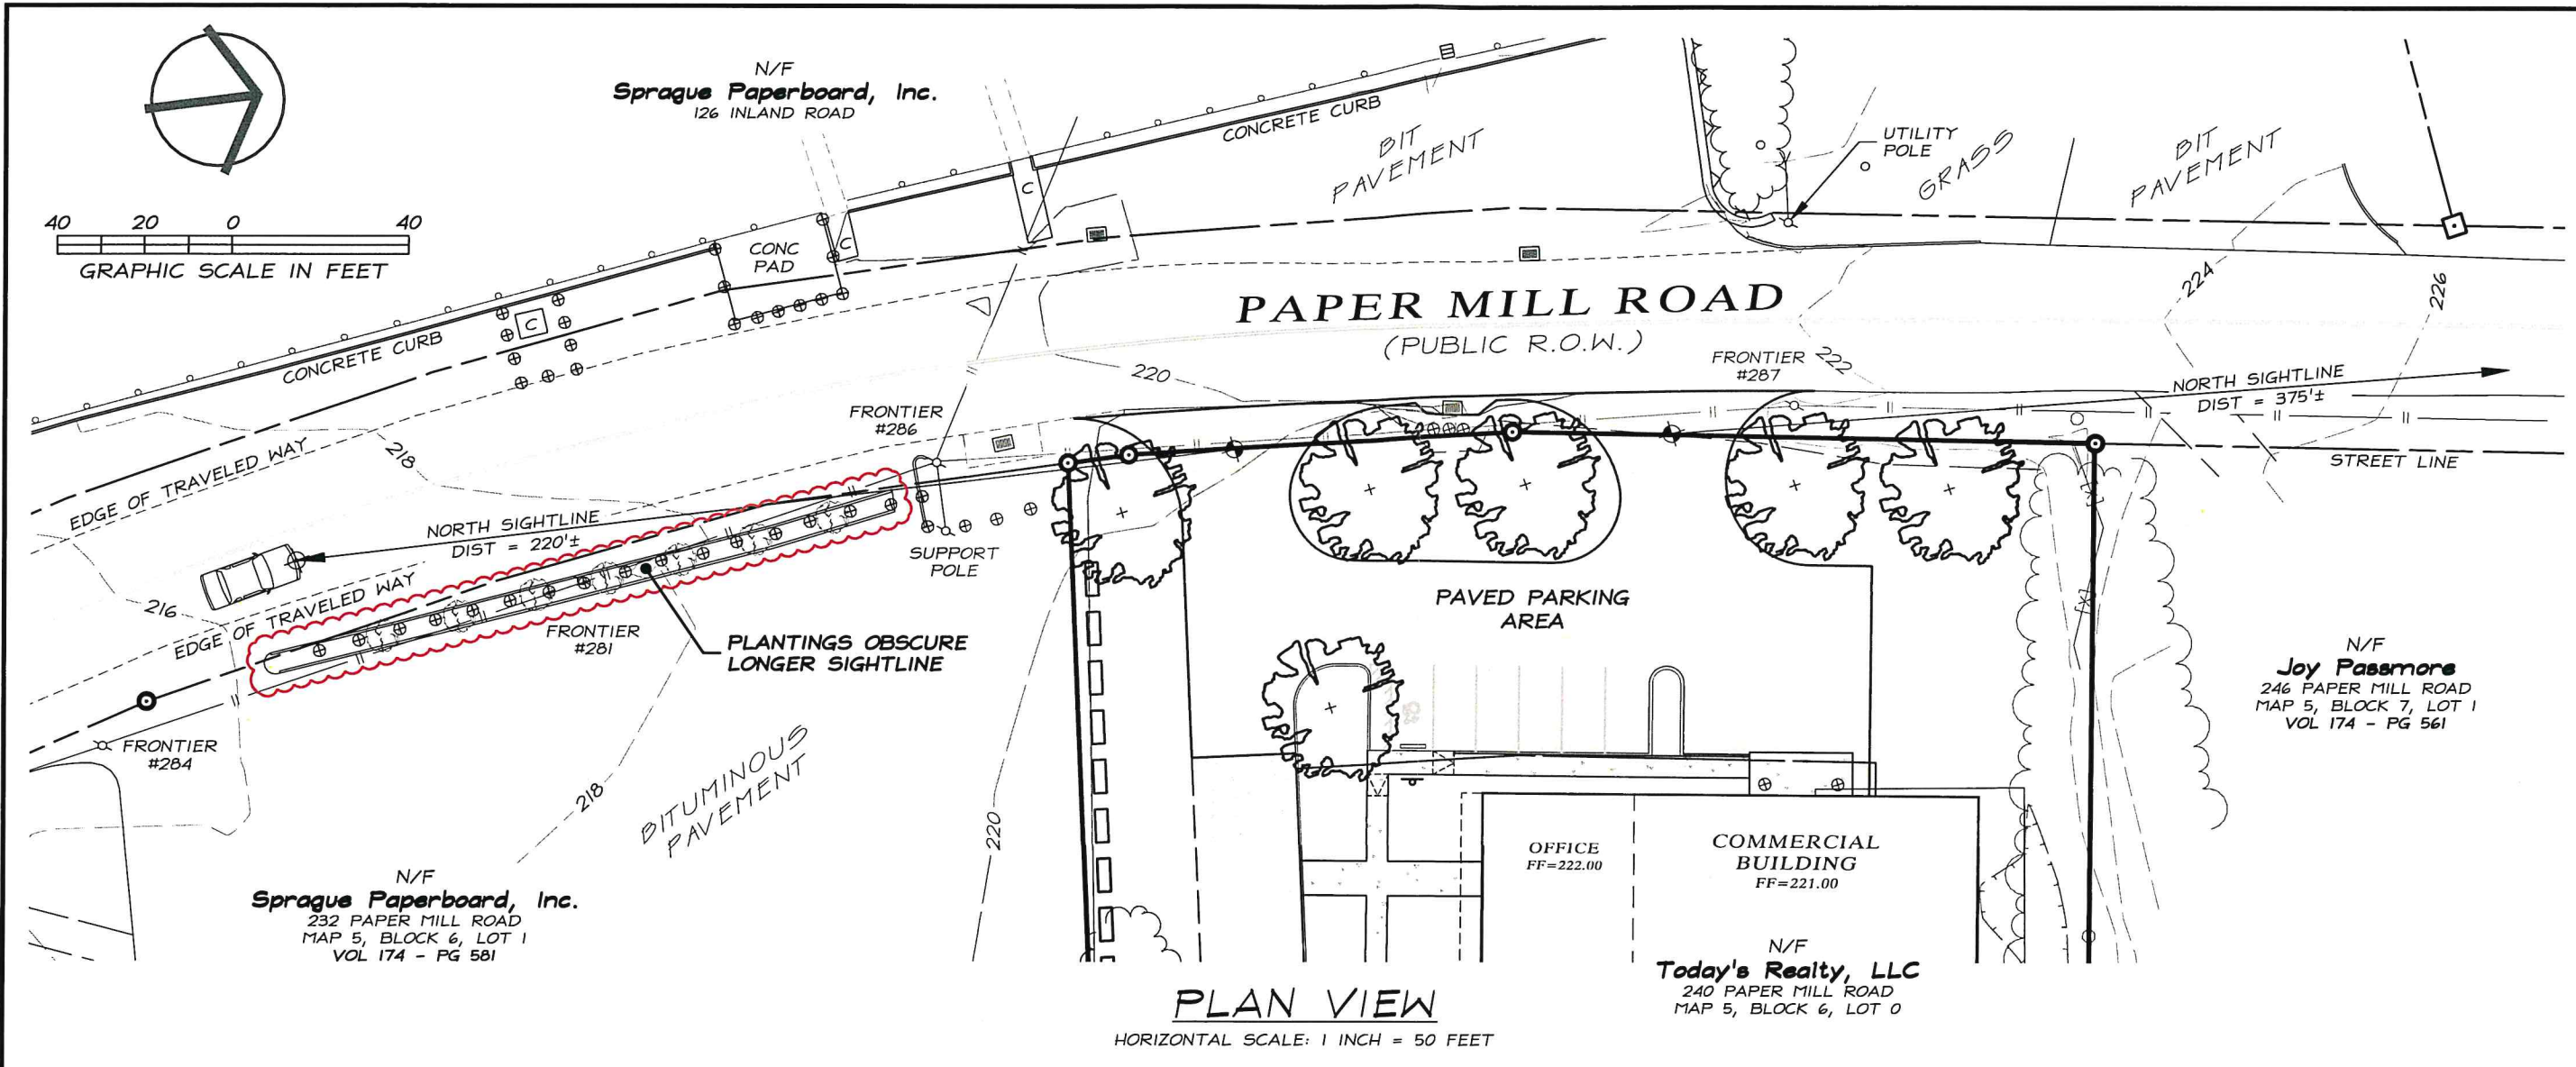 N/F
Sprague Paperboard, Inc.
126 INLAND ROAD
40 20 0 40
GRAPHIC SCALE IN FEET
CONCRETE CURB
BIT
PAVEMENT
UTILITY
POLE
GRASS
BIT
PAVEMENT
C
C
CONC
PAD
C
CONCRETE CURB
PAPER MILL ROAD
(PUBLIC R.O.W.)
224
226
220
FRONTIER
#287
222
NORTH SIGHTLINE
DIST = 375'±
STREET LINE
FRONTIER
#286
218
EDGE OF TRAVELED WAY
NORTH SIGHTLINE
DIST = 220'±
SUPPORT
POLE
216
EDGE OF TRAVELED WAY
FRONTIER
#281
PLANTINGS OBSCURE
LONGER SIGHTLINE
PAVED PARKING
AREA
N/F
Joy Passmore
246 PAPER MILL ROAD
MAP 5, BLOCK 7, LOT 1
VOL 174 - PG 561
FRONTIER
#284
218
BITUMINOUS
PAVEMENT
220
OFFICE
FF=222.00
COMMERCIAL
BUILDING
FF=221.00
N/F
Sprague Paperboard, Inc.
232 PAPER MILL ROAD
MAP 5, BLOCK 6, LOT 1
VOL 174 - PG 581
N/F
Today's Realty, LLC
240 PAPER MILL ROAD
MAP 5, BLOCK 6, LOT 0
PLAN VIEW
HORIZONTAL SCALE: 1 INCH = 50 FEET